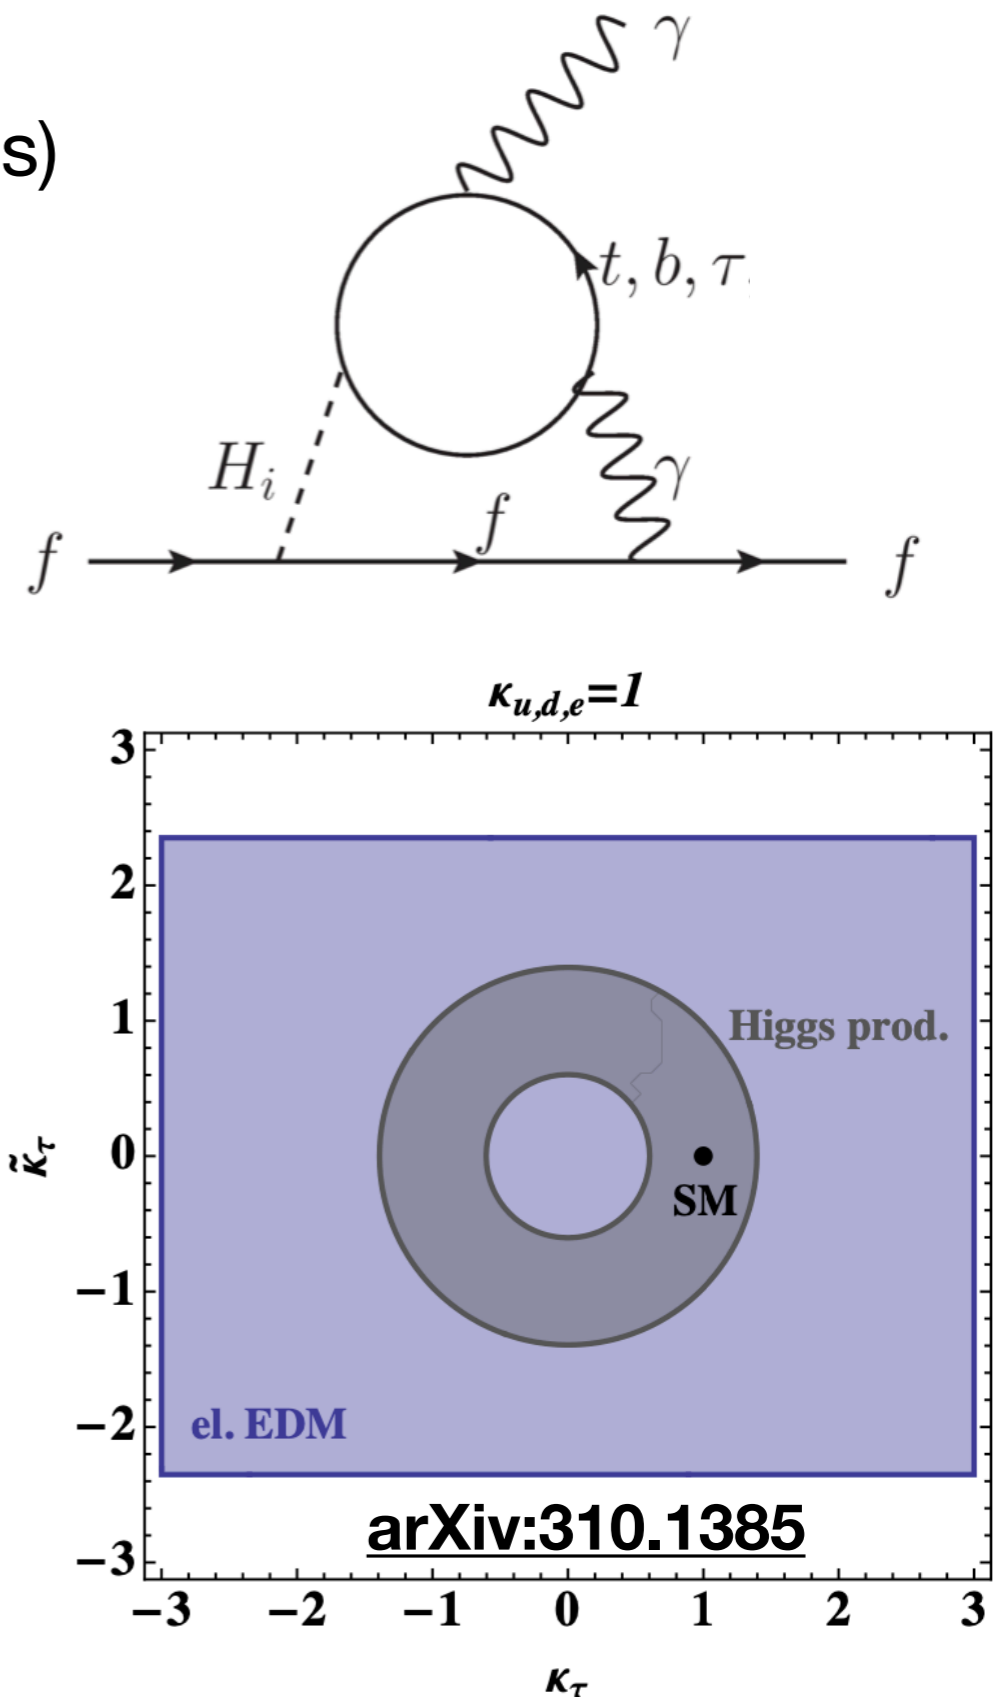 s)
γ
t, b, τ
H_i
γ
f
f
f
κ_{u,d,e}=1
3
2
1
0
−1
−2
−3
κ̃_τ
Higgs prod.
SM
el. EDM
arXiv:310.1385
−3 −2 −1 0 1 2 3
κ_τ